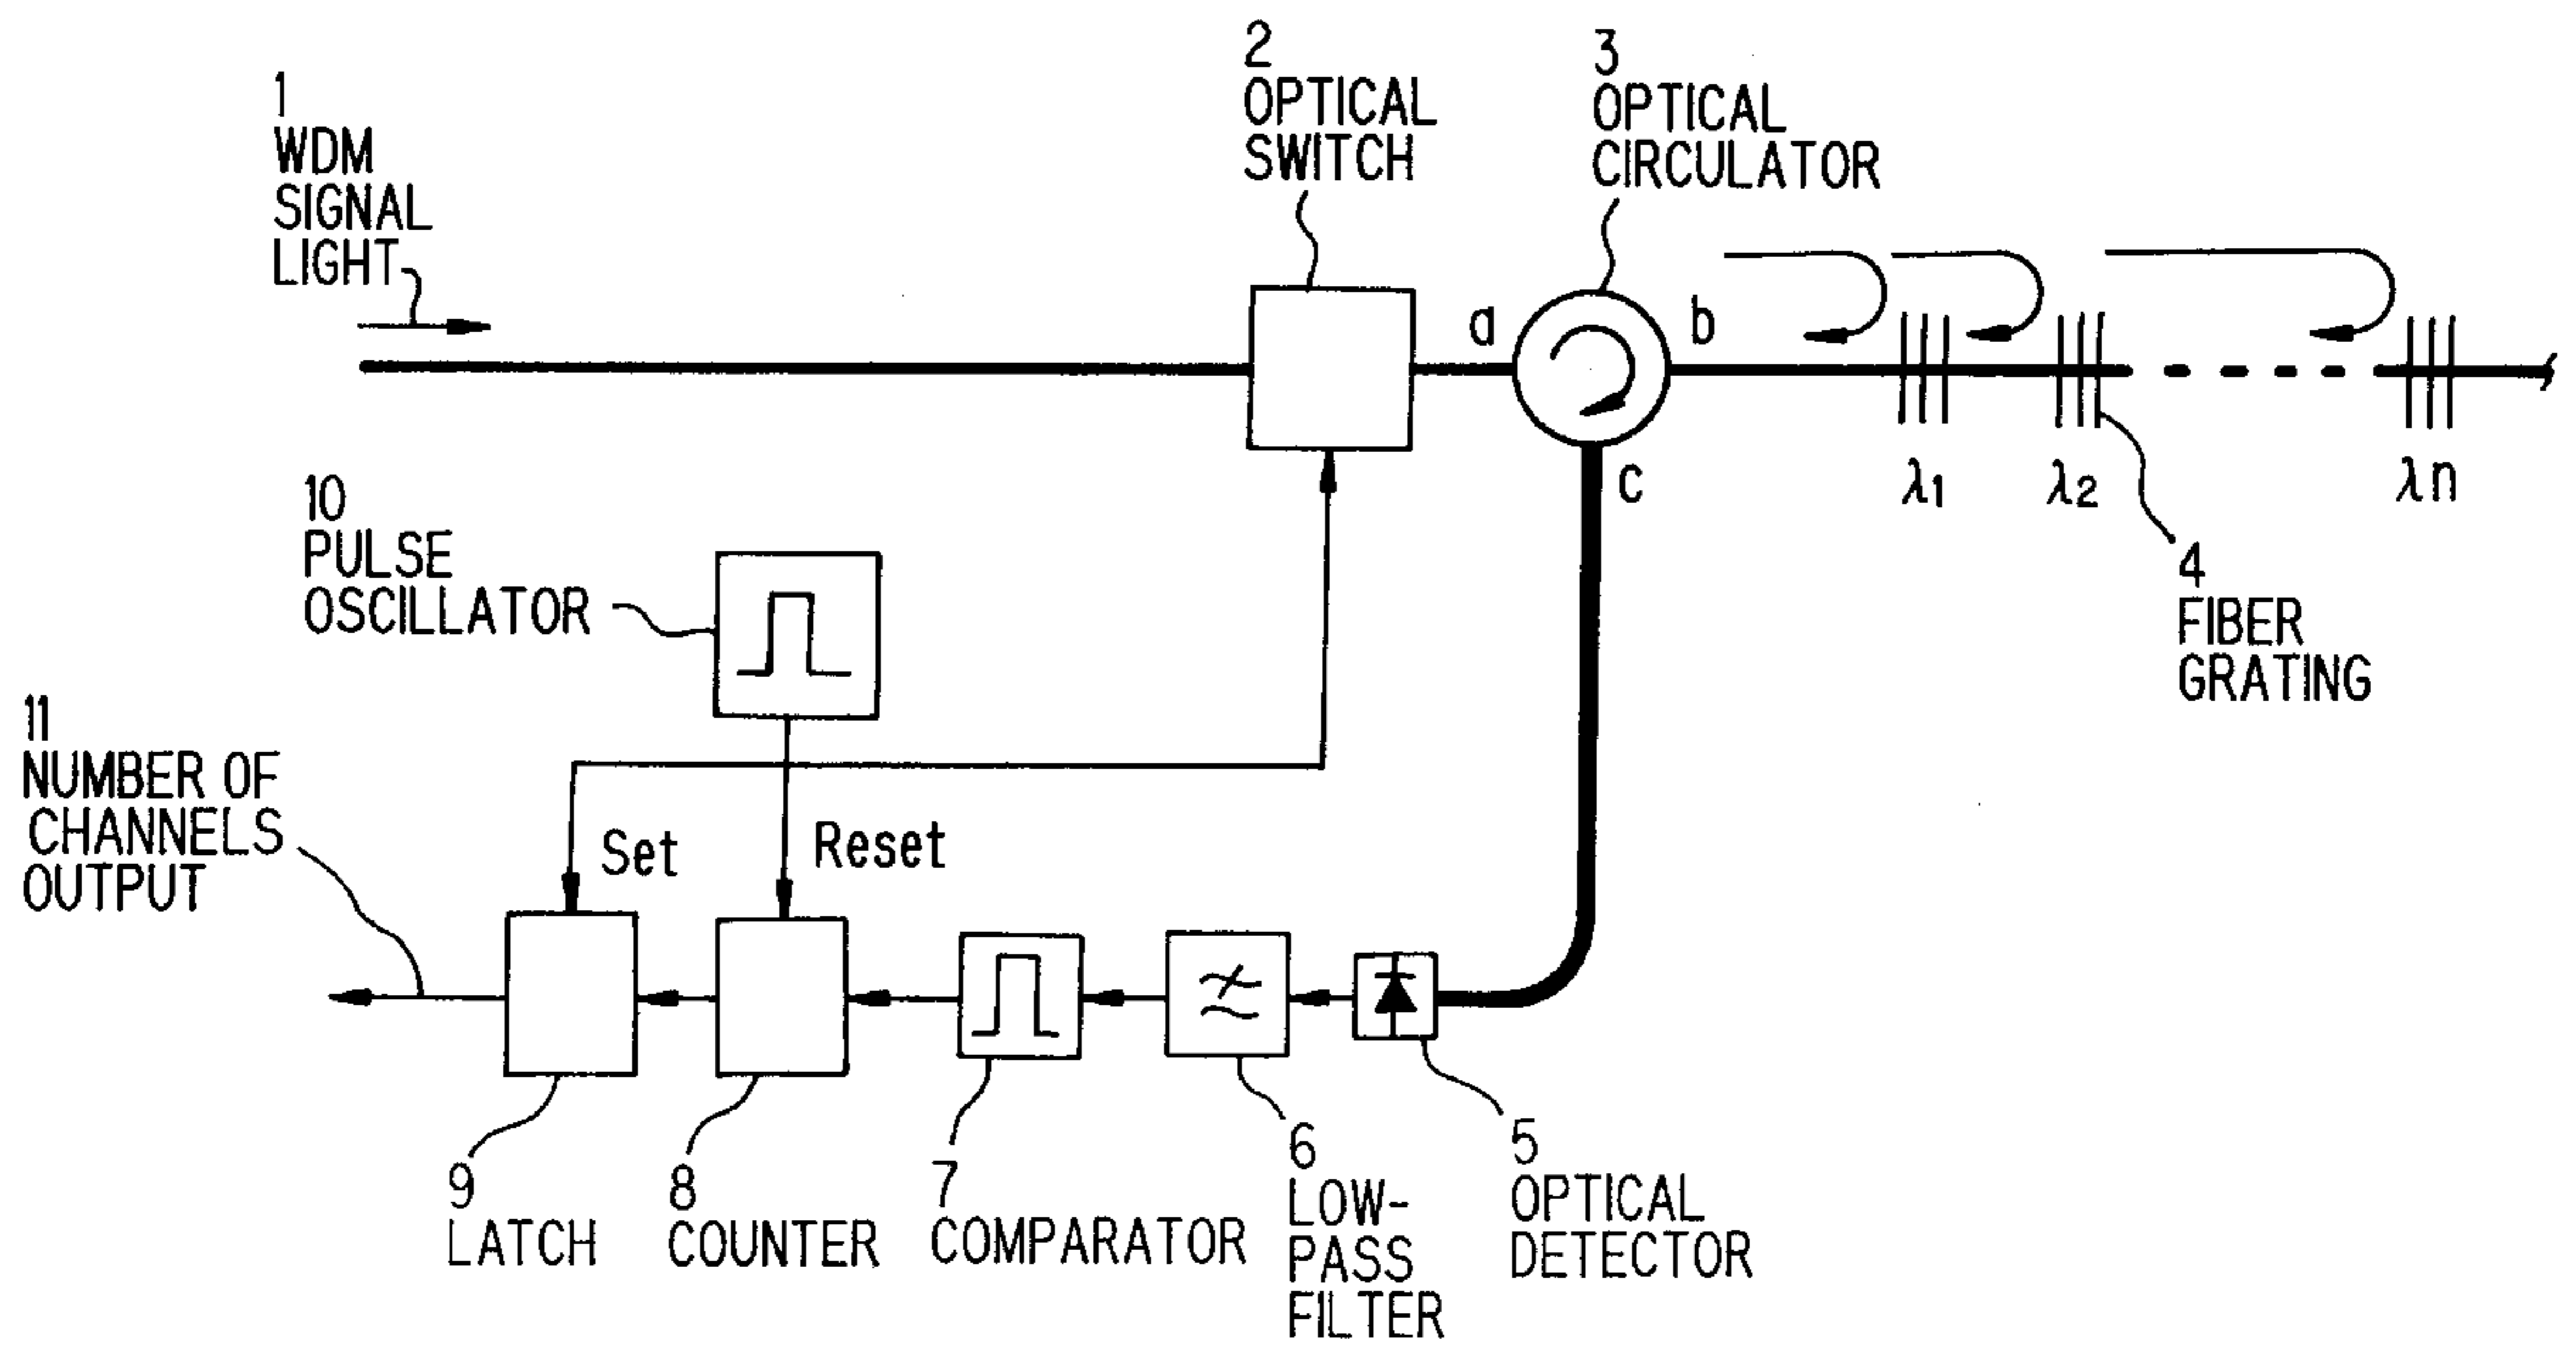 1
WDM
SIGNAL
LIGHT
2
OPTICAL
SWITCH
3
OPTICAL
CIRCULATOR
a
b
c
λ1
λ2
λn
4
FIBER
GRATING
10
PULSE
OSCILLATOR
11
NUMBER OF
CHANNELS
OUTPUT
Set
Reset
9
LATCH
8
COUNTER
7
COMPARATOR
6
LOW-
PASS
FILTER
5
OPTICAL
DETECTOR